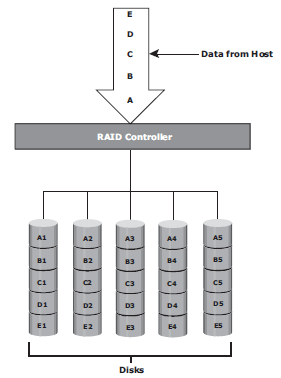 E
D
C
Data from Host
B
A
RAID Controller
A1 A2 A3 A4 A5
B1 B2 B3 B4 B5
C1 C2 C3 C4 C5
D1 D2 D3 D4 D5
E1 E2 E3 E4 E5
Disks